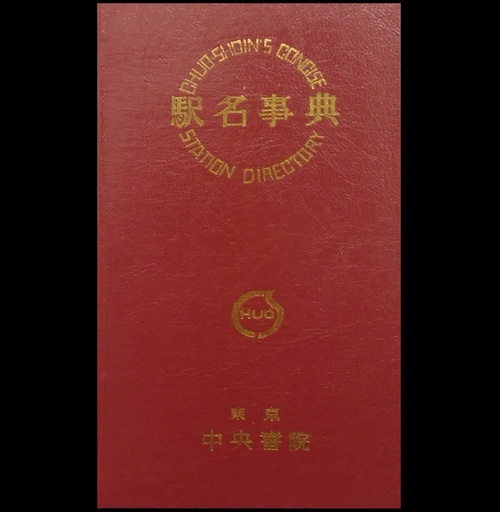 CHUO-SHOIN'S CONCISE
駅名事典
STATION DIRECTORY
CHUO
東京
中央書院